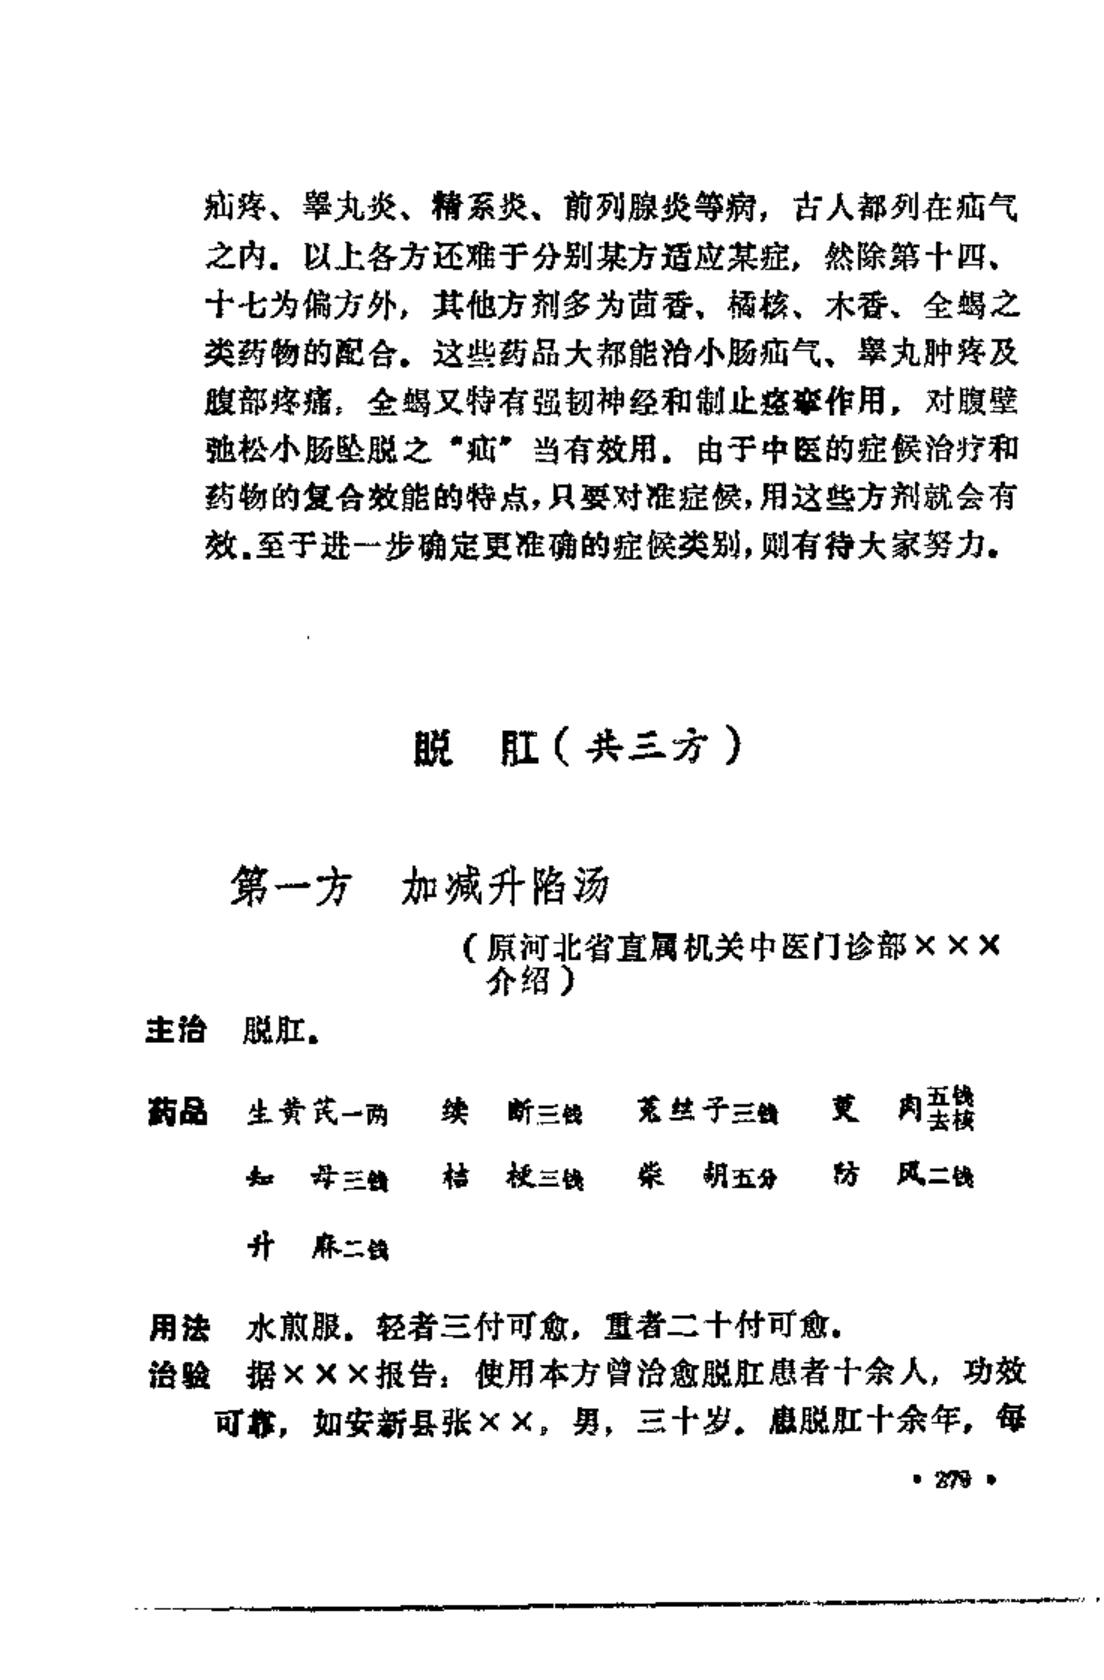 疝疼、睾丸炎、精系炎、前列腺炎等病，古人都列在疝气
之内。以上各方还难于分别某方适应某症，然除第十四、
十七为偏方外，其他方剂多为茴香、橘核、木香、全蝎之
类药物的配合。这些药品大都能治小肠疝气、睾丸肿疼及
腹部疼痛；全蝎又特有强韧神经和制止痉挛作用，对腹壁
弛松小肠坠脱之“疝”当有效用。由于中医的症候治疗和
药物的复合效能的特点，只要对准症候，用这些方剂就会有
效。至于进一步确定更准确的症候类别，则有待大家努力。
脱 肛（共三方）
第一方 加减升陷汤
（原河北省直属机关中医门诊部×××
介绍）
主治 脱肛。
药品 生黄芪一两 续 断三钱 菟丝子三钱 萸 肉五钱去核
知 母三钱 桔 梗三钱 柴 胡五分 防 风二钱
升 麻二钱
用法 水煎服。轻者三付可愈，重者二十付可愈。
治验 据×××报告：使用本方曾治愈脱肛患者十余人，功效
可靠，如安新县张××，男，三十岁。患脱肛十余年，每
• 279 •